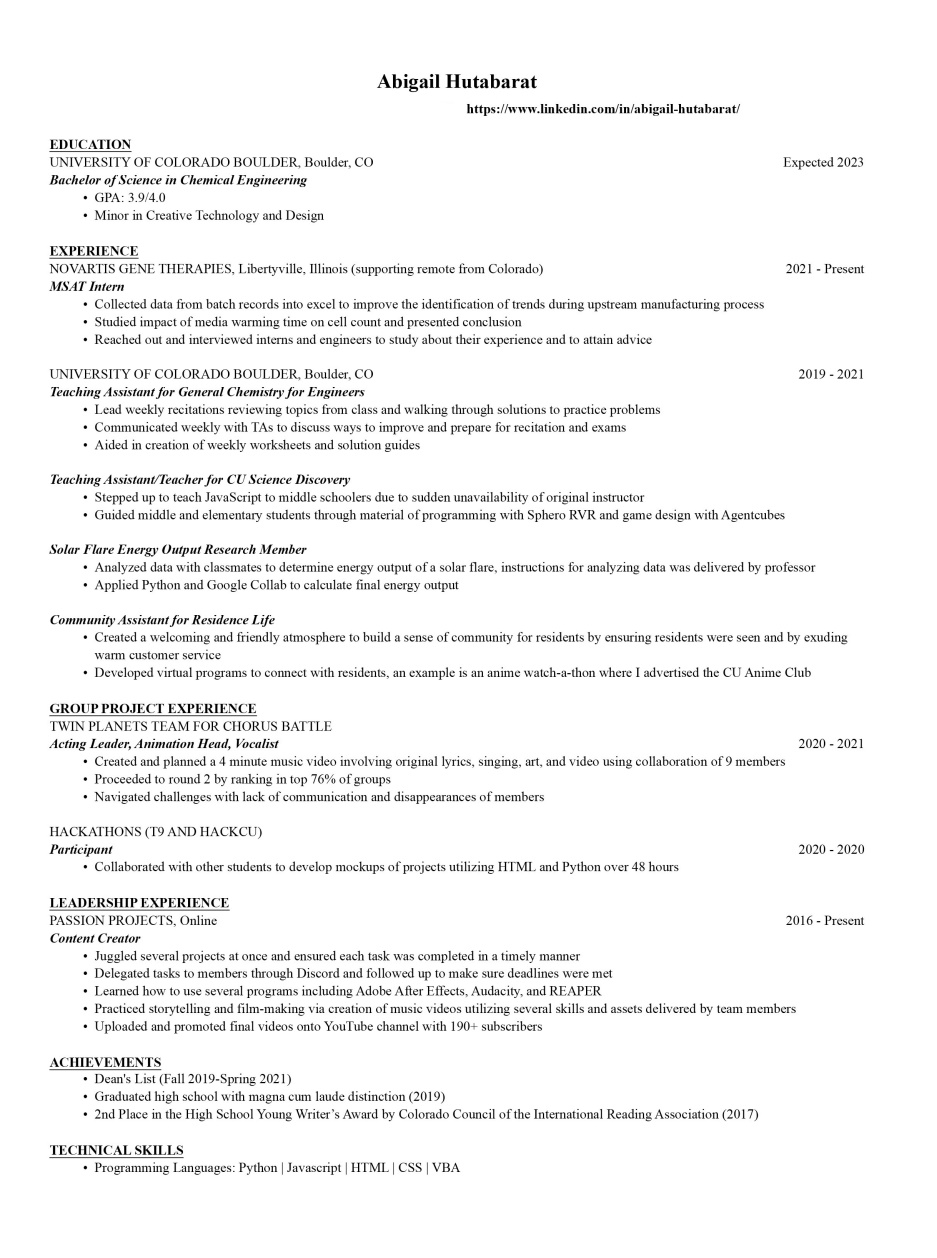 Abigail Hutabarat
https://www.linkedin.com/in/abigail-hutabarat/
EDUCATION
UNIVERSITY OF COLORADO BOULDER, Boulder, CO Expected 2023
Bachelor of Science in Chemical Engineering
• GPA: 3.9/4.0
• Minor in Creative Technology and Design
EXPERIENCE
NOVARTIS GENE THERAPIES, Libertyville, Illinois (supporting remote from Colorado) 2021 - Present
MSAT Intern
• Collected data from batch records into excel to improve the identification of trends during upstream manufacturing process
• Studied impact of media warming time on cell count and presented conclusion
• Reached out and interviewed interns and engineers to study about their experience and to attain advice
UNIVERSITY OF COLORADO BOULDER, Boulder, CO 2019 - 2021
Teaching Assistant for General Chemistry for Engineers
• Lead weekly recitations reviewing topics from class and walking through solutions to practice problems
• Communicated weekly with TAs to discuss ways to improve and prepare for recitation and exams
• Aided in creation of weekly worksheets and solution guides
Teaching Assistant/Teacher for CU Science Discovery
• Stepped up to teach JavaScript to middle schoolers due to sudden unavailability of original instructor
• Guided middle and elementary students through material of programming with Sphero RVR and game design with Agentcubes
Solar Flare Energy Output Research Member
• Analyzed data with classmates to determine energy output of a solar flare, instructions for analyzing data was delivered by professor
• Applied Python and Google Collab to calculate final energy output
Community Assistant for Residence Life
• Created a welcoming and friendly atmosphere to build a sense of community for residents by ensuring residents were seen and by exuding
warm customer service
• Developed virtual programs to connect with residents, an example is an anime watch-a-thon where I advertised the CU Anime Club
GROUP PROJECT EXPERIENCE
TWIN PLANETS TEAM FOR CHORUS BATTLE
Acting Leader, Animation Head, Vocalist 2020 - 2021
• Created and planned a 4 minute music video involving original lyrics, singing, art, and video using collaboration of 9 members
• Proceeded to round 2 by ranking in top 76% of groups
• Navigated challenges with lack of communication and disappearances of members
HACKATHONS (T9 AND HACKCU)
Participant 2020 - 2020
• Collaborated with other students to develop mockups of projects utilizing HTML and Python over 48 hours
LEADERSHIP EXPERIENCE
PASSION PROJECTS, Online 2016 - Present
Content Creator
• Juggled several projects at once and ensured each task was completed in a timely manner
• Delegated tasks to members through Discord and followed up to make sure deadlines were met
• Learned how to use several programs including Adobe After Effects, Audacity, and REAPER
• Practiced storytelling and film-making via creation of music videos utilizing several skills and assets delivered by team members
• Uploaded and promoted final videos onto YouTube channel with 190+ subscribers
ACHIEVEMENTS
• Dean's List (Fall 2019-Spring 2021)
• Graduated high school with magna cum laude distinction (2019)
• 2nd Place in the High School Young Writer’s Award by Colorado Council of the International Reading Association (2017)
TECHNICAL SKILLS
• Programming Languages: Python | Javascript | HTML | CSS | VBA